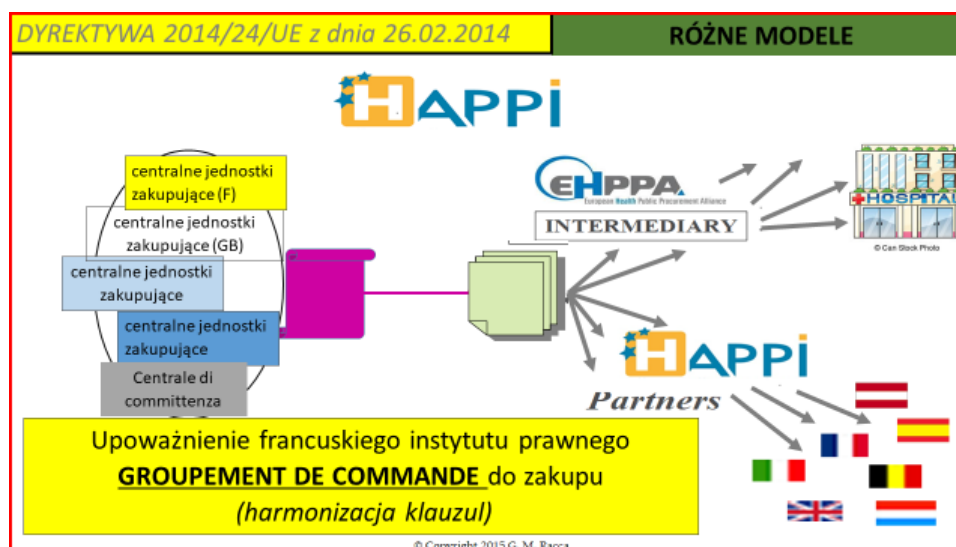 DYREKTYWA 2014/24/UE z dnia 26.02.2014
RÓŻNE MODELE
HAPPi
centralne jednostki
zakupujące (F)
centralne jednostki
zakupujące (GB)
centralne jednostki
zakupujące
centralne jednostki
zakupujące
Centrale di
committenza
EHPPA
European Health Public Procurement Alliance
INTERMEDIARY
HOSPITAL
© Can Stock Photo
HAPPi
Partners
Upoważnienie francuskiego instytutu prawnego
GROUPEMENT DE COMMANDE do zakupu
(harmonizacja klauzul)
© Copyright 2015 G. M. Racca